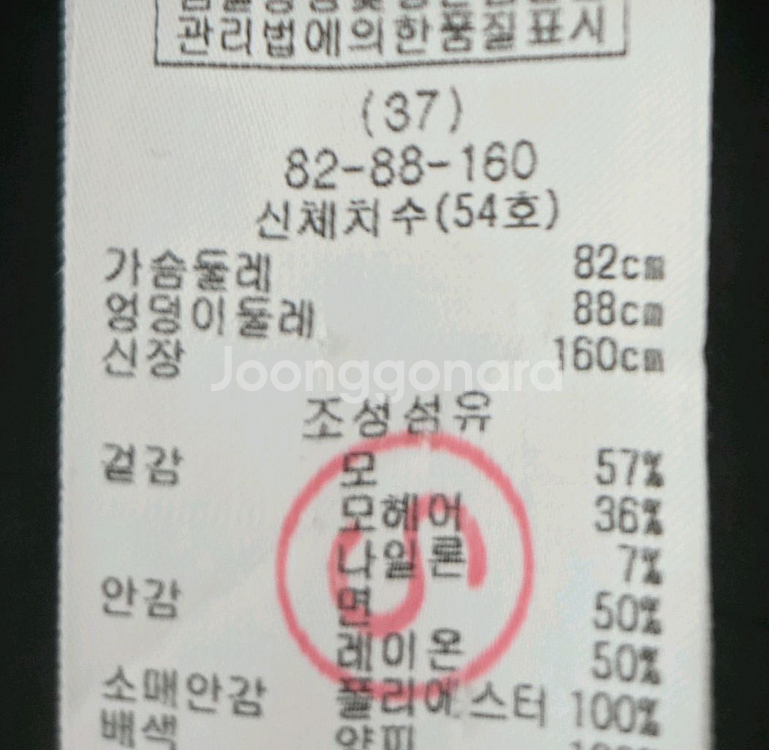 관리법에의한품질표시
(37)
82-88-160
신체치수(54호)
가슴둘레 82cm
엉덩이둘레 88cm
신장 160cm
Joonggonara
조성섬유
겉감 모 57%
모헤어 36%
나일론 7%
안감 면 50%
레이온 50%
소매안감 폴리에스터 100%
배색 양피